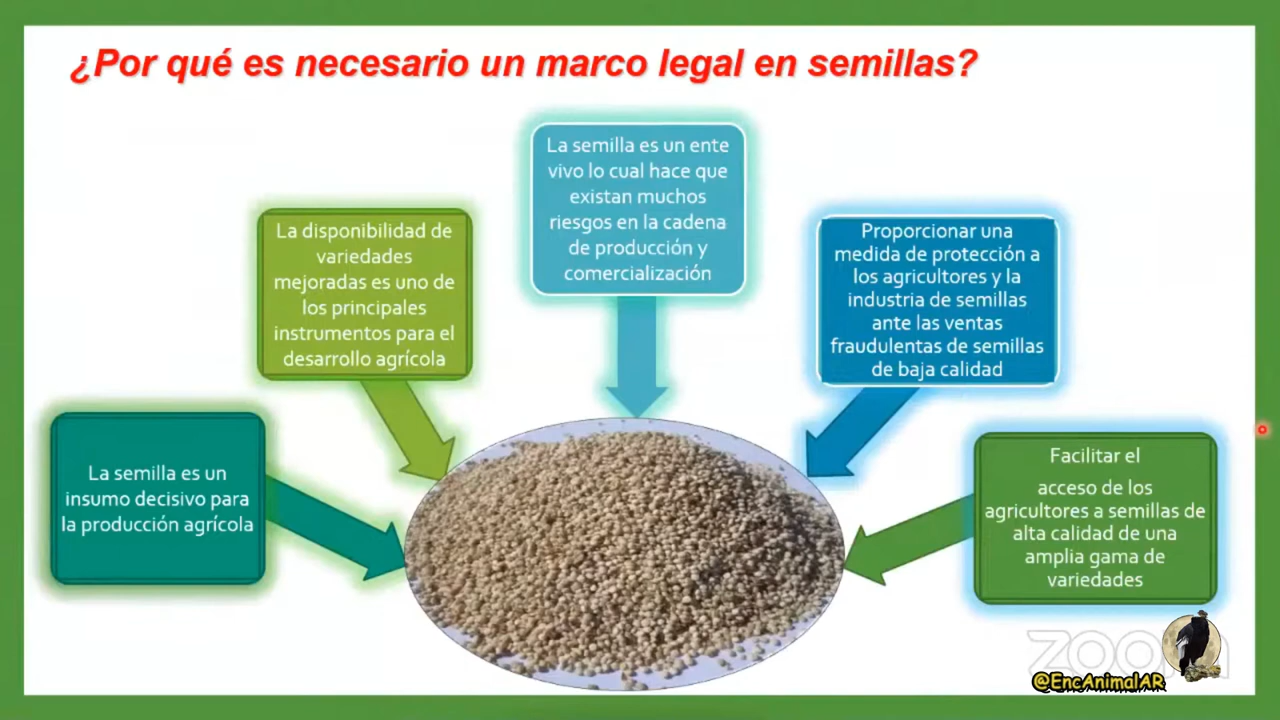 ¿Por qué es necesario un marco legal en semillas?
La semilla es un
insumo decisivo para
la producción agrícola
La disponibilidad de
variedades
mejoradas es uno de
los principales
instrumentos para el
desarrollo agrícola
La semilla es un ente
vivo lo cual hace que
existan muchos
riesgos en la cadena
de producción y
comercialización
Proporcionar una
medida de protección a
los agricultores y la
industria de semillas
ante las ventas
fraudulentas de semillas
de baja calidad
Facilitar el
acceso de los
agricultores a semillas de
alta calidad de una
amplia gama de
variedades
zoom
@EncAnimalAR